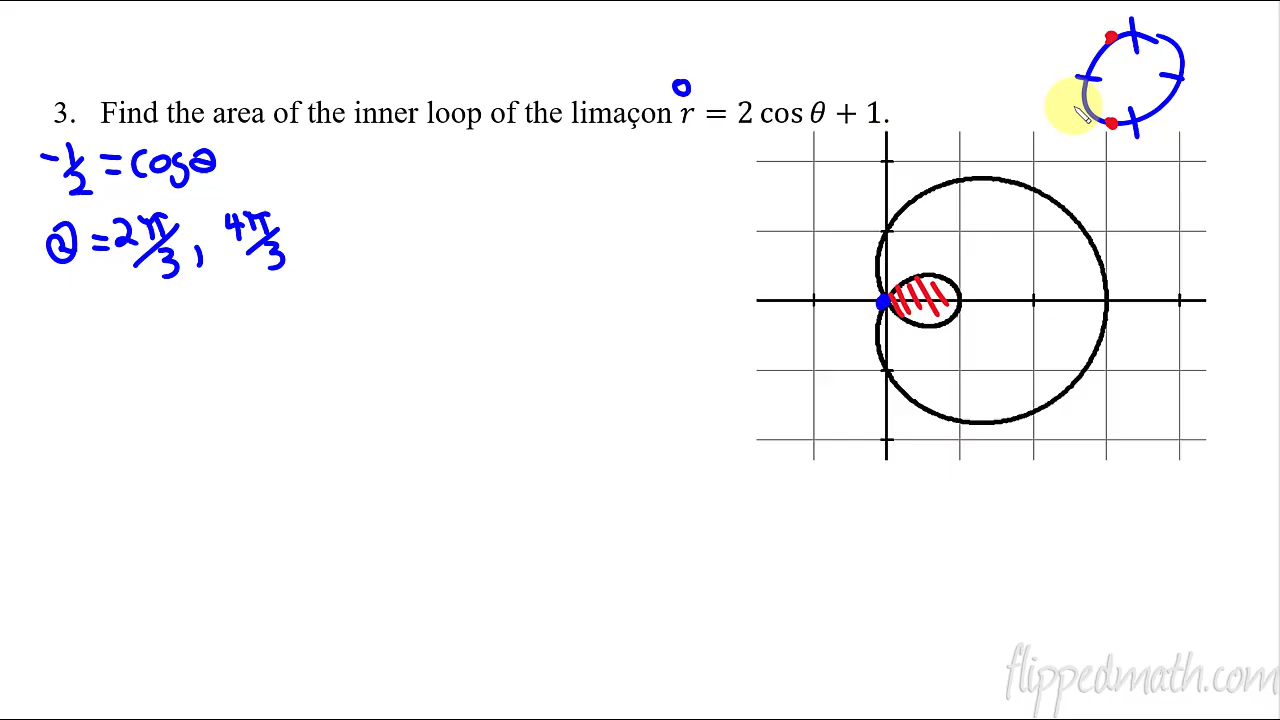 0
3. Find the area of the inner loop of the limaçon r = 2 cos θ + 1.
-1/2 = cos θ
θ = 2π/3, 4π/3
flippedmath.com